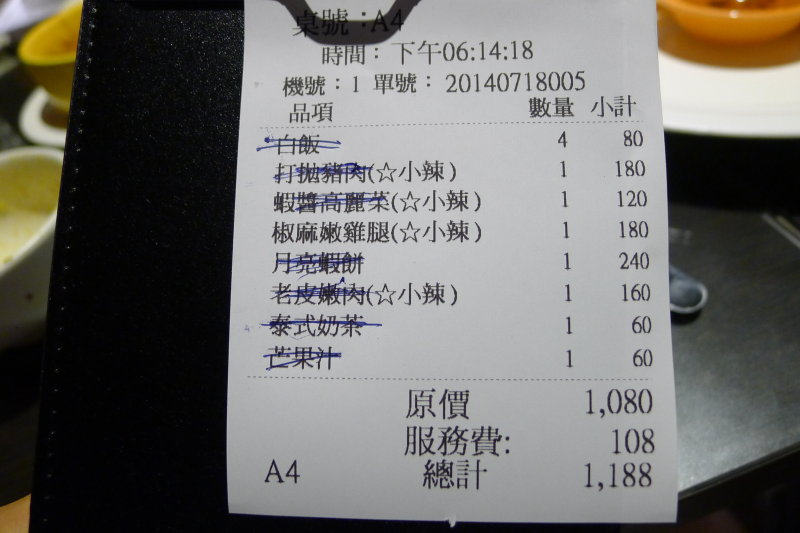 桌號：A4
時間：下午06:14:18
機號：1 單號： 20140718005
品項 數量 小計
白飯 4 80
打拋豬肉(☆小辣) 1 180
蝦醬高麗菜(☆小辣) 1 120
椒麻嫩雞腿(☆小辣) 1 180
月亮蝦餅 1 240
老皮嫩肉(☆小辣) 1 160
泰式奶茶 1 60
芒果汁 1 60
原價 1,080
服務費: 108
A4 總計 1,188